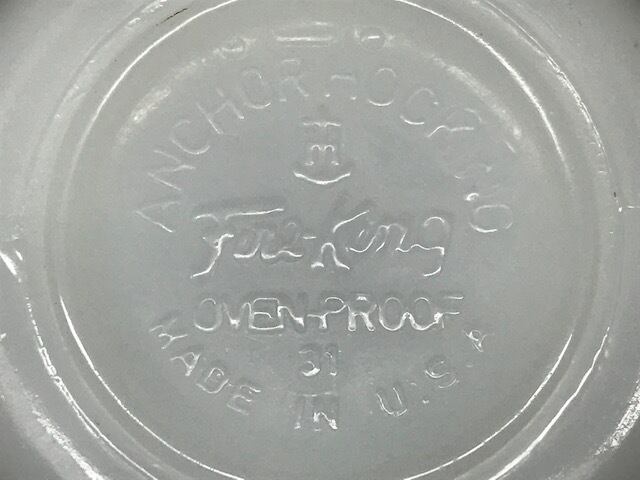 ANCHOR HOCKING
Fire-King
OVEN-PROOF
31
MADE IN U.S.A